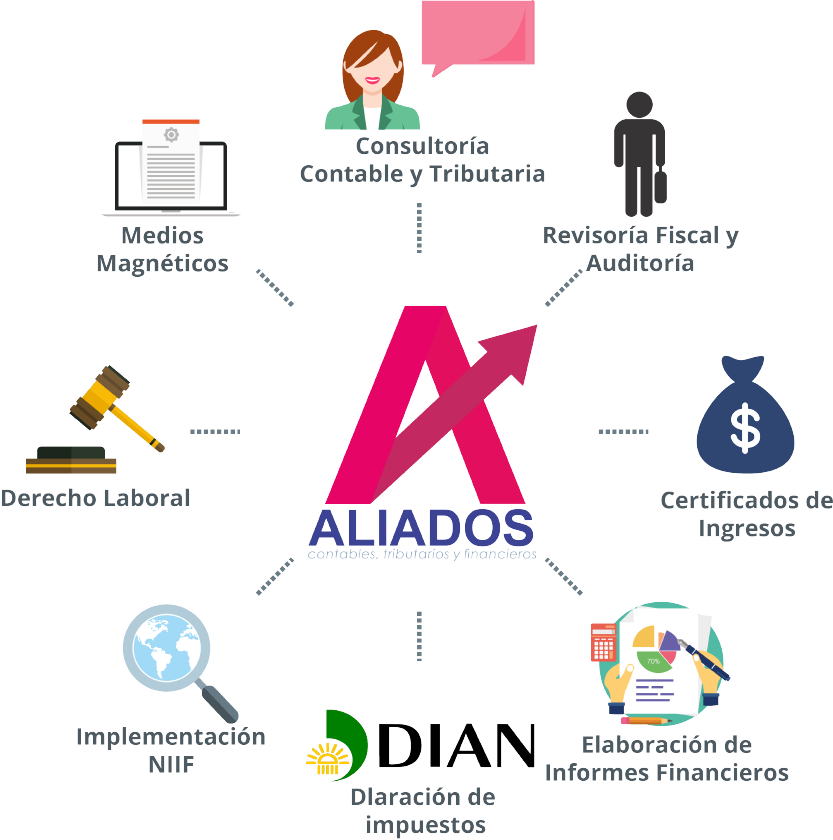 Consultoría
Contable y Tributaria
Medios
Magnéticos
Revisoría Fiscal y
Auditoría
Derecho Laboral
$
Certificados de
Ingresos
ALIADOS
contables, tributarios y financieros
Implementación
NIIF
DIAN
Dlaración de
impuestos
70%
Elaboración de
Informes Financieros